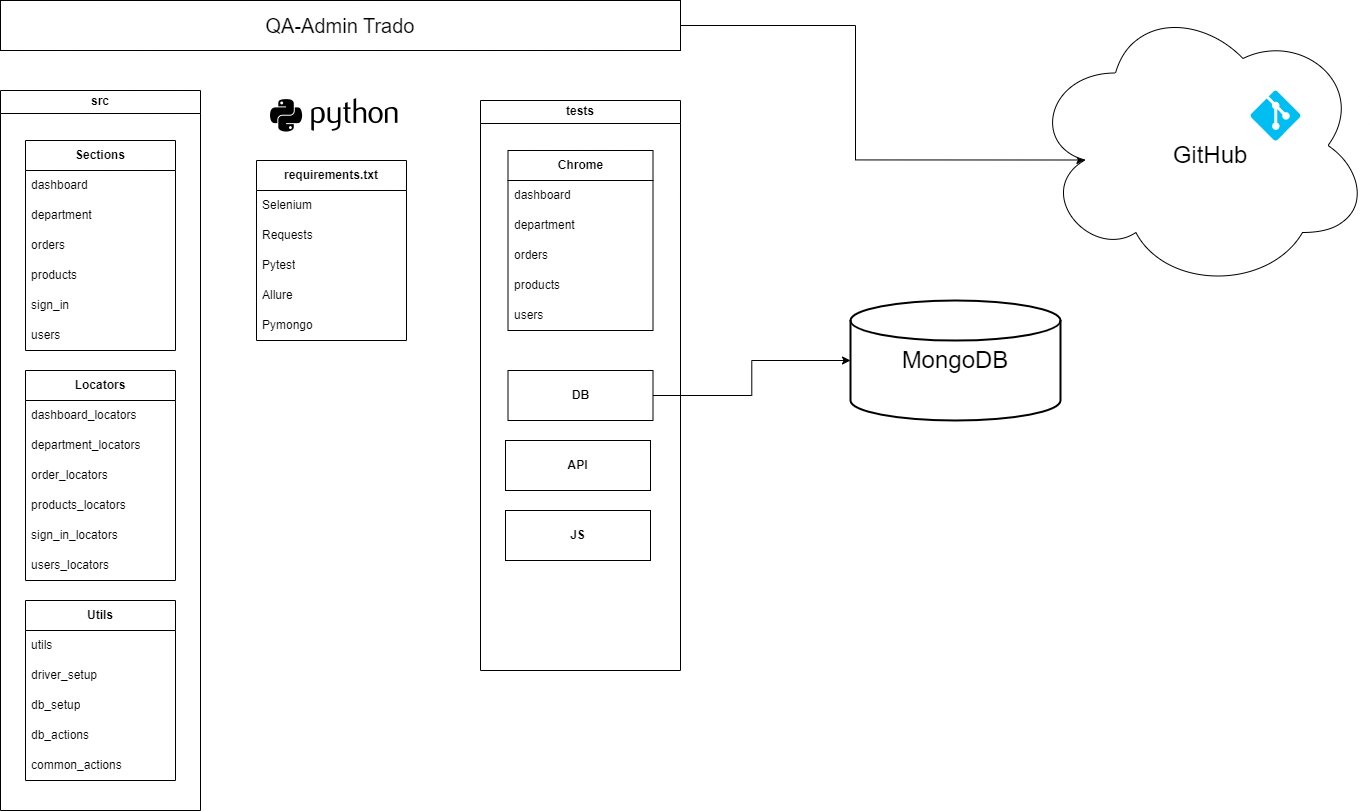 QA-Admin Trado
src
Sections
dashboard
department
orders
products
sign_in
users
Locators
dashboard_locators
department_locators
order_locators
products_locators
sign_in_locators
users_locators
Utils
utils
driver_setup
db_setup
db_actions
common_actions
python
requirements.txt
Selenium
Requests
Pytest
Allure
Pymongo
tests
Chrome
dashboard
department
orders
products
users
DB
API
JS
GitHub
MongoDB